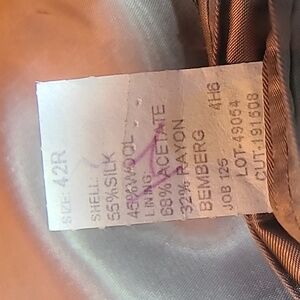 SIZE: 42R
SHELL:
55%SILK
45%WOOL
LINING:
68% ACETATE
32% RAYON
BEMBERG 4H6
JOB 125
LOT-49054
CUT:191508